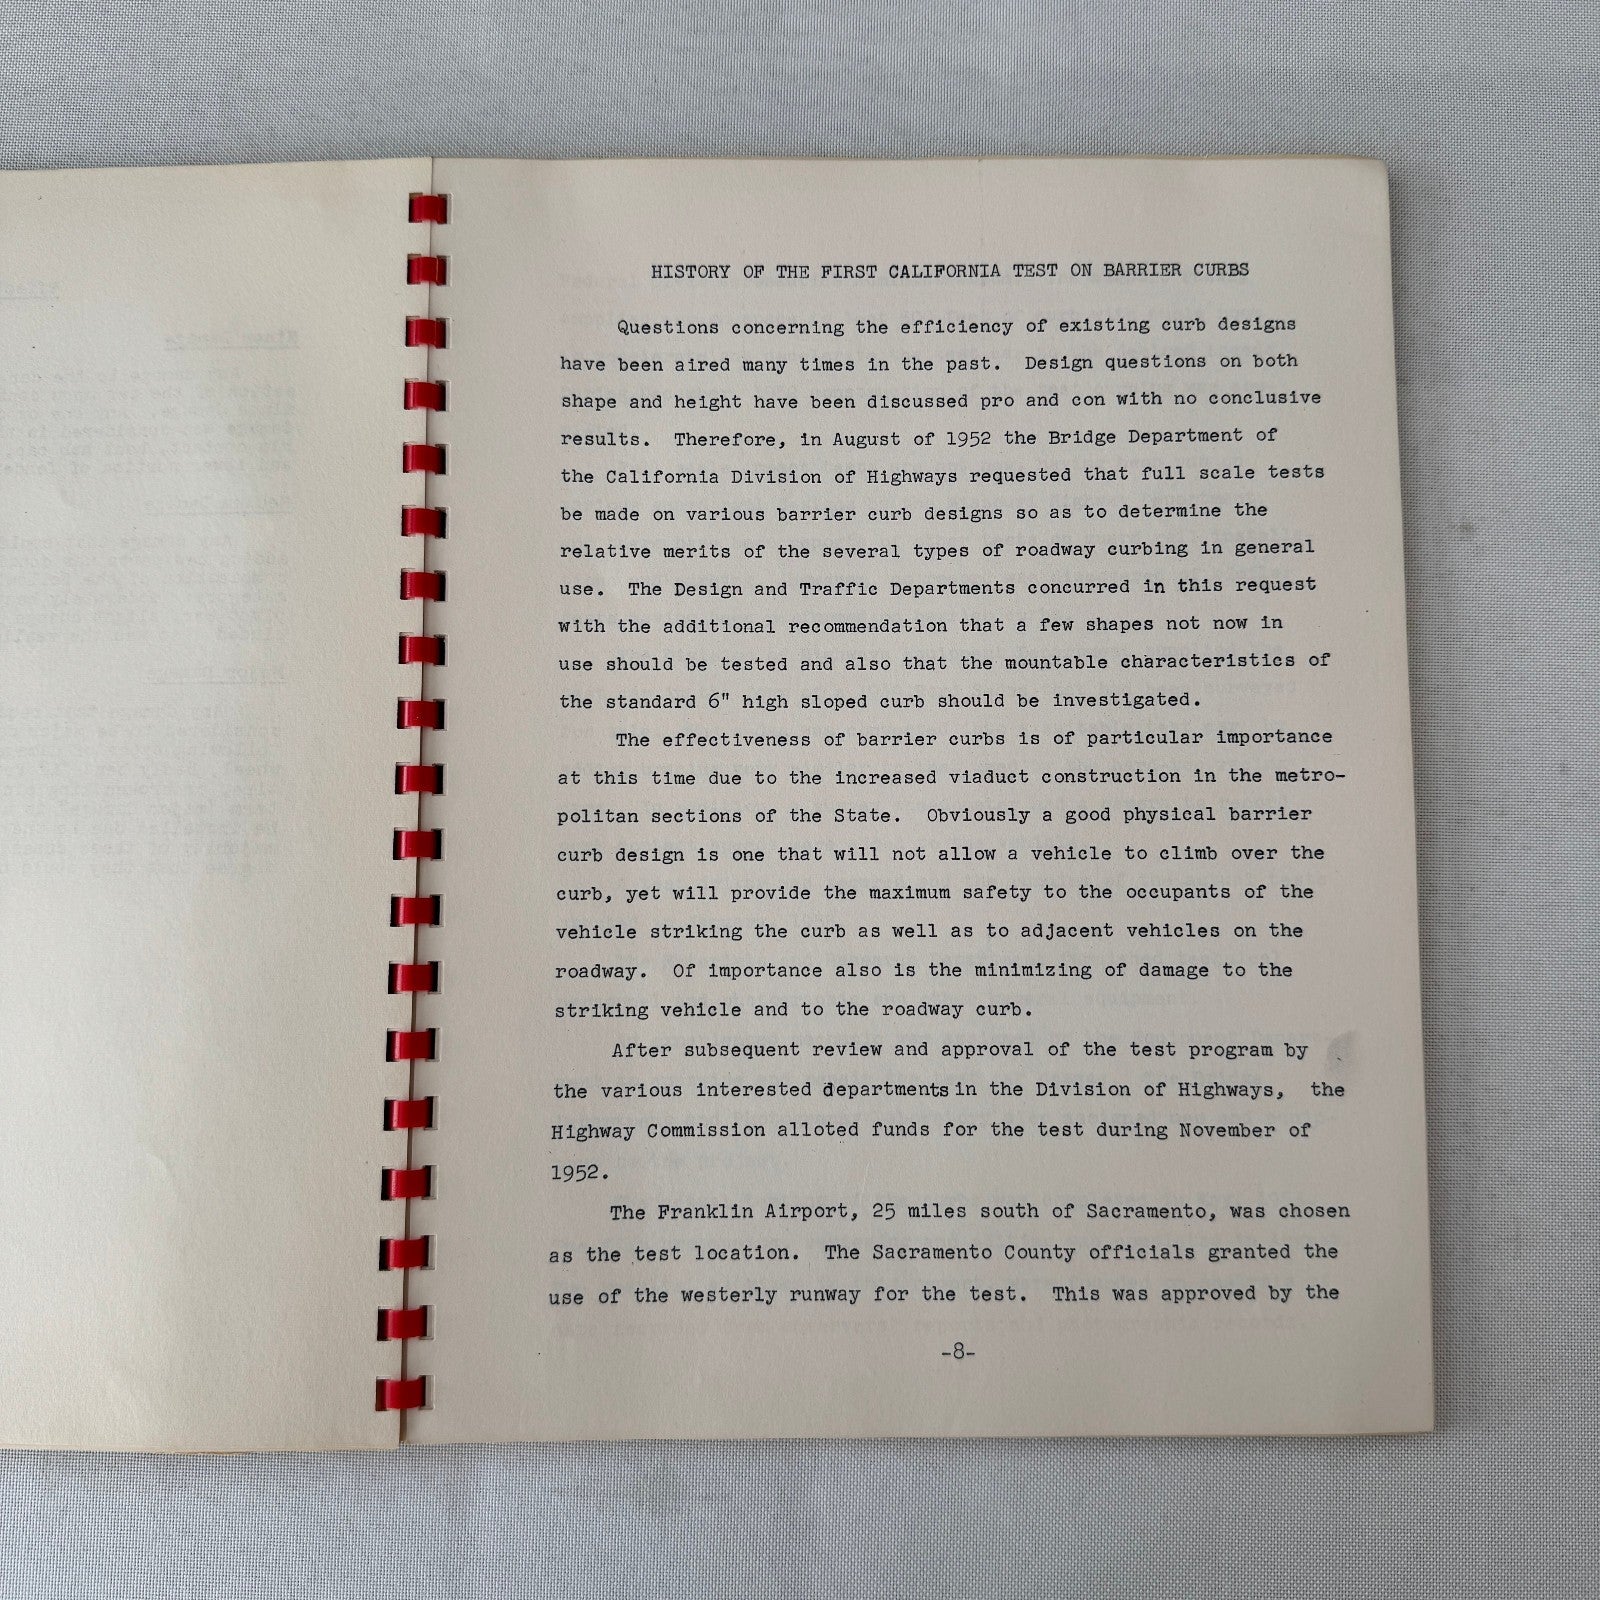 HISTORY OF THE FIRST CALIFORNIA TEST ON BARRIER CURBS
Questions concerning the efficiency of existing curb designs
have been aired many times in the past. Design questions on both
shape and height have been discussed pro and con with no conclusive
results. Therefore, in August of 1952 the Bridge Department of
the California Division of Highways requested that full scale tests
be made on various barrier curb designs so as to determine the
relative merits of the several types of roadway curbing in general
use. The Design and Traffic Departments concurred in this request
with the additional recommendation that a few shapes not now in
use should be tested and also that the mountable characteristics of
the standard 6" high sloped curb should be investigated.
The effectiveness of barrier curbs is of particular importance
at this time due to the increased viaduct construction in the metro-
politan sections of the State. Obviously a good physical barrier
curb design is one that will not allow a vehicle to climb over the
curb, yet will provide the maximum safety to the occupants of the
vehicle striking the curb as well as to adjacent vehicles on the
roadway. Of importance also is the minimizing of damage to the
striking vehicle and to the roadway curb.
After subsequent review and approval of the test program by
the various interested departments in the Division of Highways, the
Highway Commission alloted funds for the test during November of
1952.
The Franklin Airport, 25 miles south of Sacramento, was chosen
as the test location. The Sacramento County officials granted the
use of the westerly runway for the test. This was approved by the
-8-